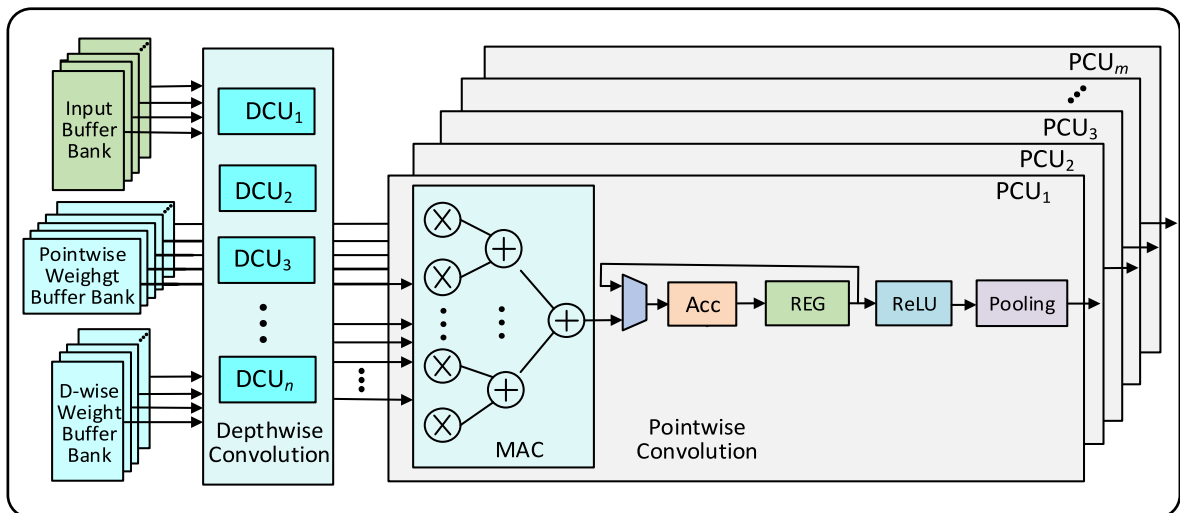 Input
Buffer
Bank
Pointwise
Weighgt
Buffer Bank
D-wise
Weight
Buffer
Bank
DCU1
DCU2
DCU3
DCUn
Depthwise
Convolution
MAC
PCUm
PCU3
PCU2
PCU1
Acc
REG
ReLU
Pooling
Pointwise
Convolution